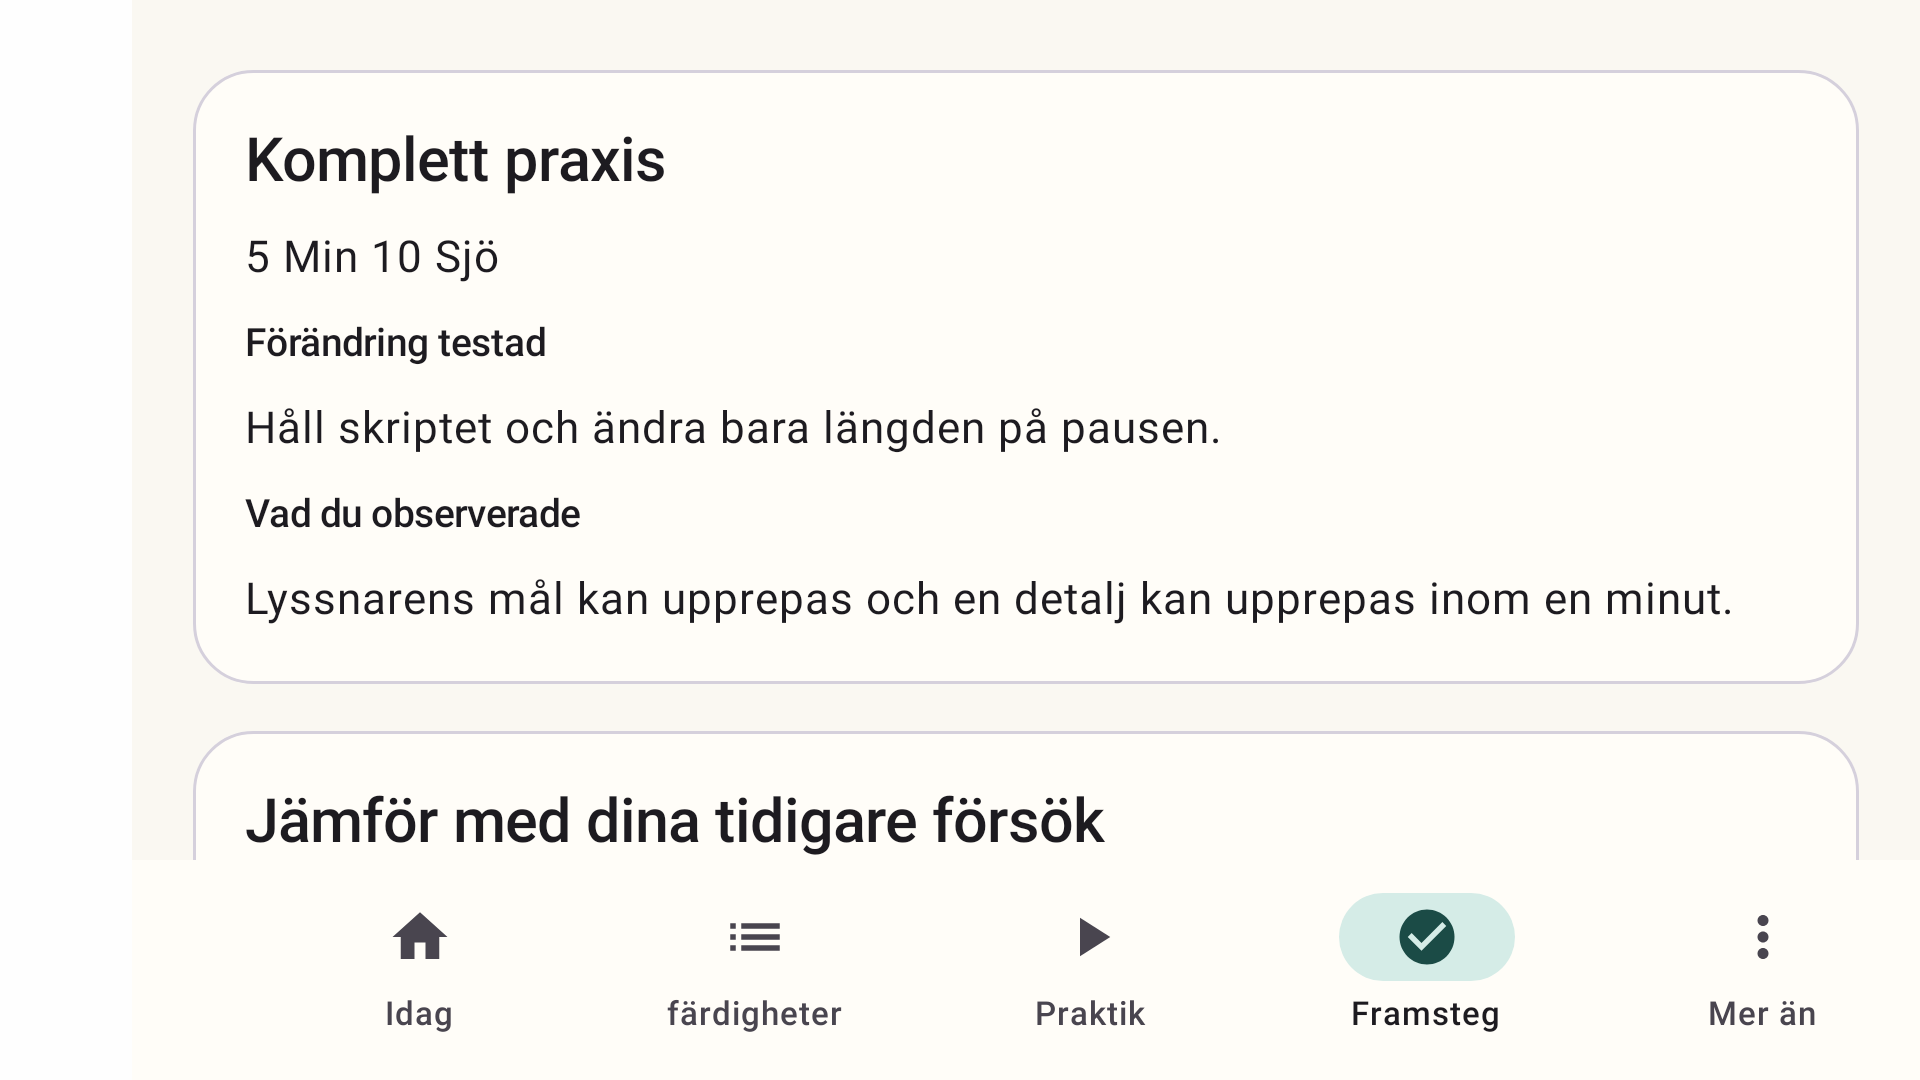 Komplett praxis
5 Min 10 Sjö
Förändring testad
Håll skriptet och ändra bara längden på pausen.
Vad du observerade
Lyssnarens mål kan upprepas och en detalj kan upprepas inom en minut.
Jämför med dina tidigare försök
Idag
färdigheter
Praktik
Framsteg
Mer än